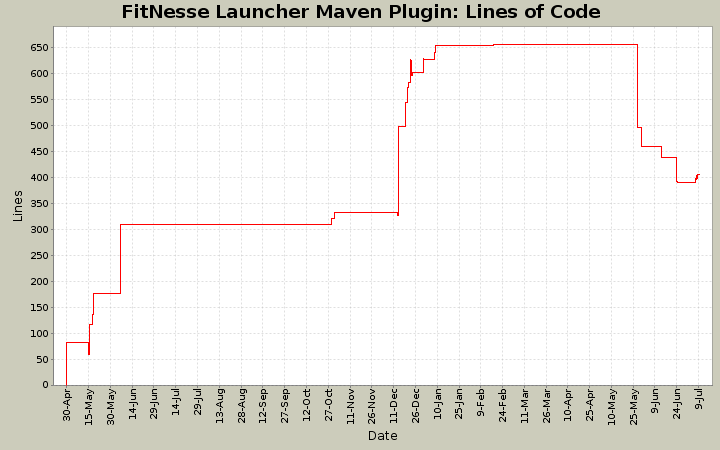 FitNesse Launcher Maven Plugin: Lines of Code
Lines
650
600
550
500
450
400
350
300
250
200
150
100
50
0
30-Apr
15-May
30-May
14-Jun
29-Jun
14-Jul
29-Jul
13-Aug
28-Aug
12-Sep
27-Sep
12-Oct
27-Oct
11-Nov
26-Nov
11-Dec
26-Dec
10-Jan
25-Jan
9-Feb
24-Feb
11-Mar
26-Mar
10-Apr
25-Apr
10-May
25-May
9-Jun
24-Jun
9-Jul
Date